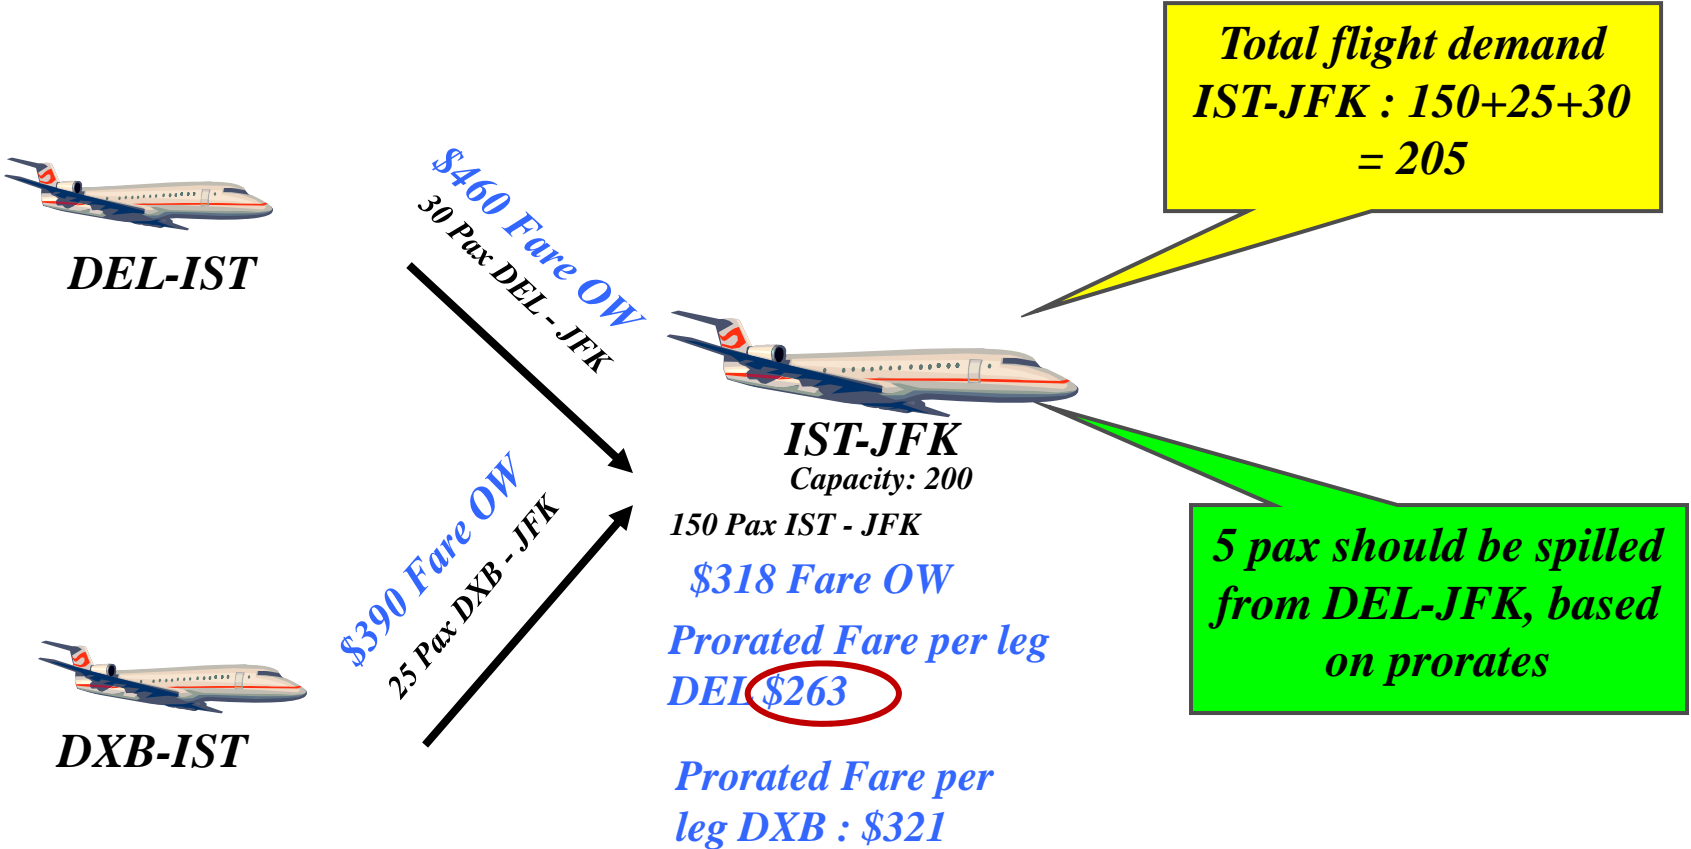 Total flight demand
IST-JFK : 150+25+30
= 205
$460 Fare OW
30 Pax DEL - JFK
DEL-IST
IST-JFK
Capacity: 200
150 Pax IST - JFK
$318 Fare OW
Prorated Fare per leg
DEL $263
Prorated Fare per
leg DXB : $321
$390 Fare OW
25 Pax DXB - JFK
DXB-IST
5 pax should be spilled
from DEL-JFK, based
on prorates